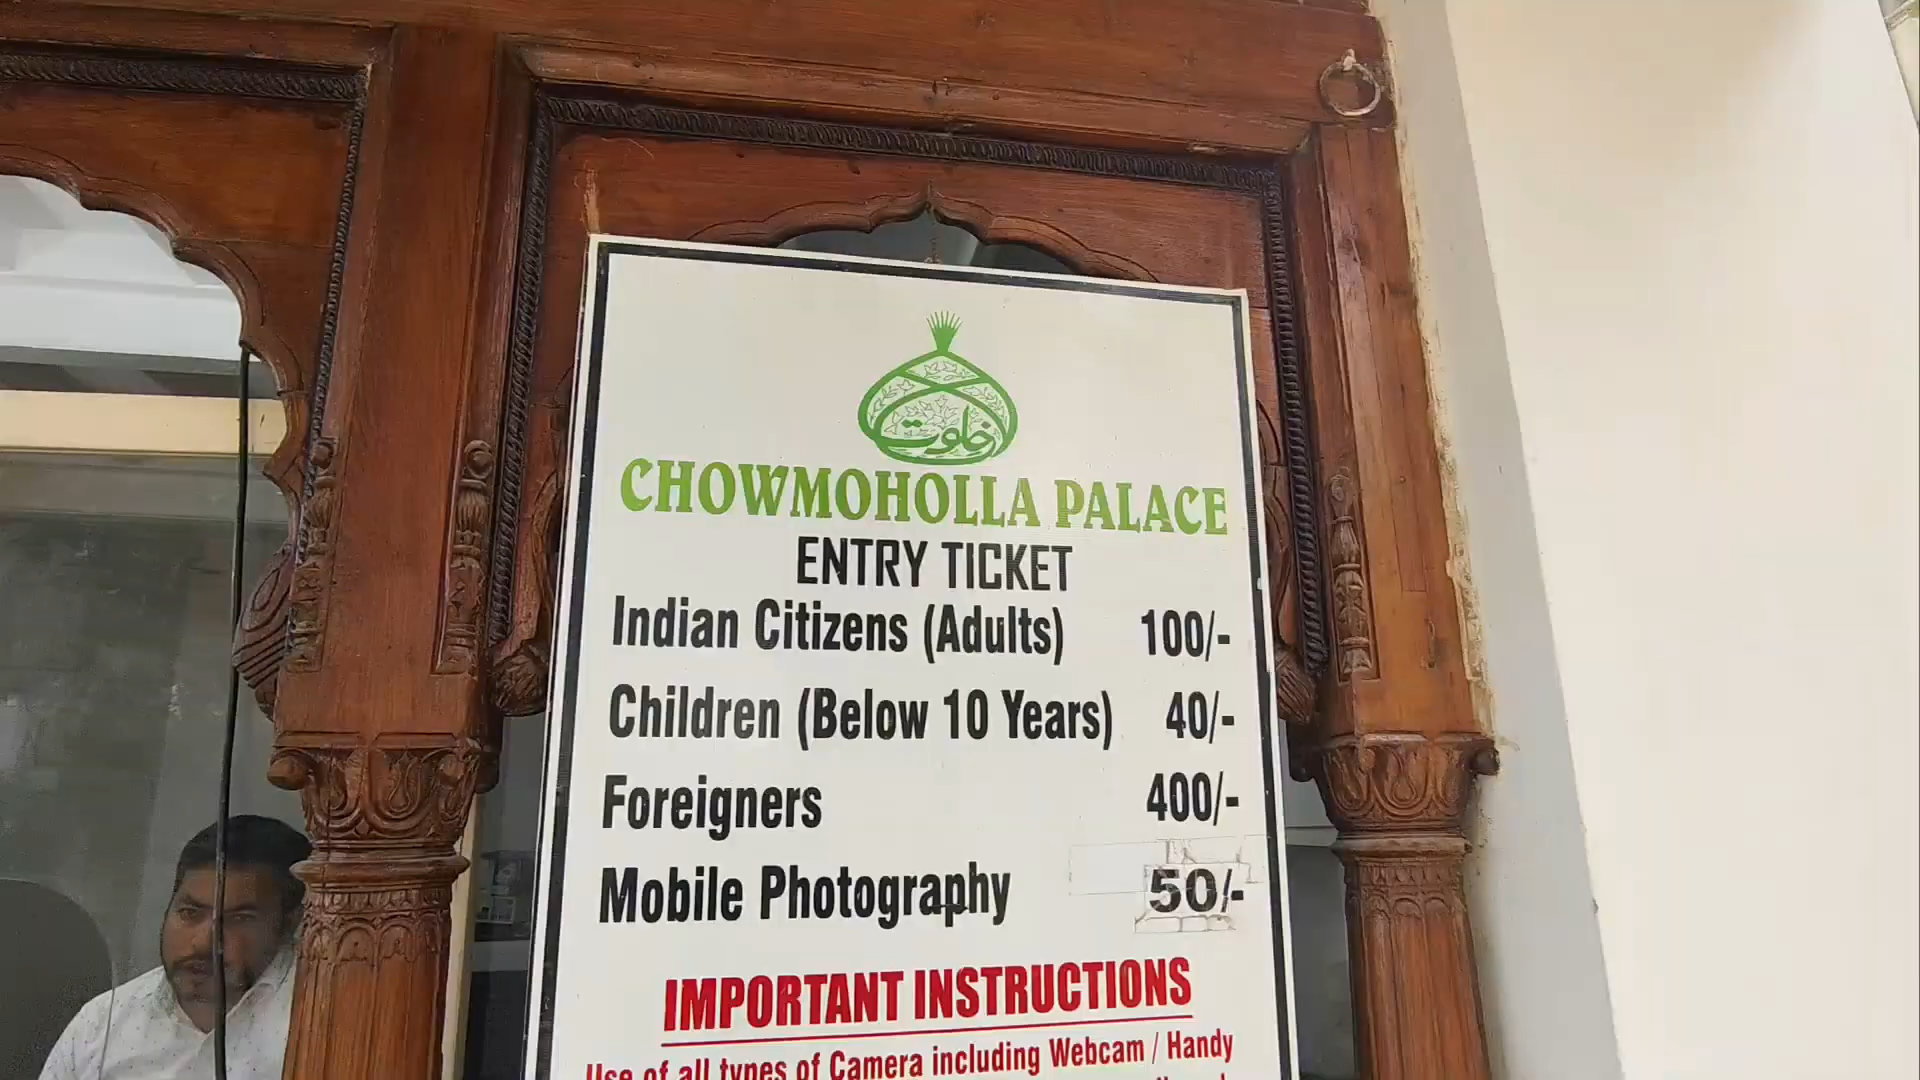 خلوت
CHOWMOHOLLA PALACE
ENTRY TICKET
Indian Citizens (Adults) 100/-
Children (Below 10 Years) 40/-
Foreigners 400/-
Mobile Photography 50/-
IMPORTANT INSTRUCTIONS
Use of all types of Camera including Webcam / Handy